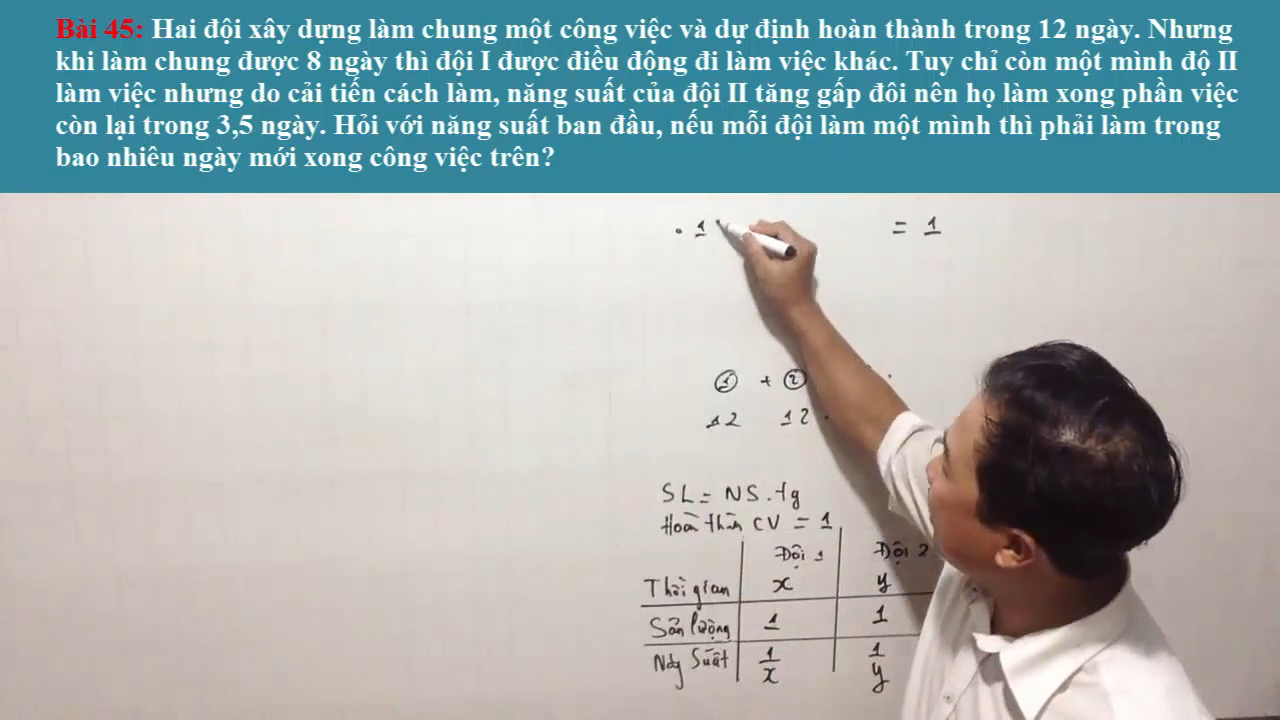 Bài 45: Hai đội xây dựng làm chung một công việc và dự định hoàn thành trong 12 ngày. Nhưng
khi làm chung được 8 ngày thì đội I được điều động đi làm việc khác. Tuy chỉ còn một mình độ II
làm việc nhưng do cải tiến cách làm, năng suất của đội II tăng gấp đôi nên họ làm xong phần việc
còn lại trong 3,5 ngày. Hỏi với năng suất ban đầu, nếu mỗi đội làm một mình thì phải làm trong
bao nhiêu ngày mới xong công việc trên?
. 1 = 1
① + ②
12 12
SL = NS . tg
Hoàn thàn CV = 1
Đội 1 Đội 2
Thời gian x y
Sản lượng 1 1
Năg Suất 1/x 1/y